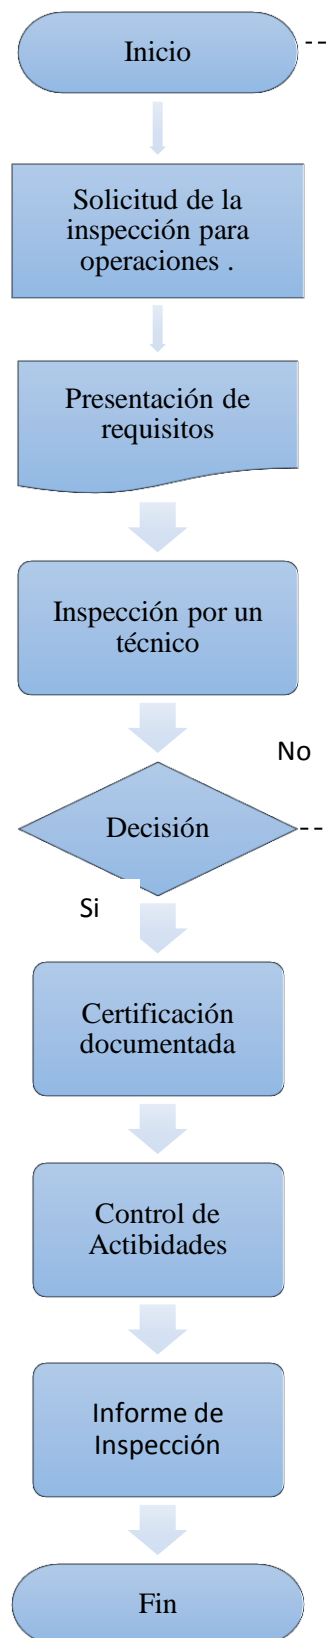 Inicio
Solicitud de la
inspección para
operaciones .
Presentación de
requisitos
Inspección por un
técnico
No
Decisión
Si
Certificación
documentada
Control de
Actibidades
Informe de
Inspección
Fin